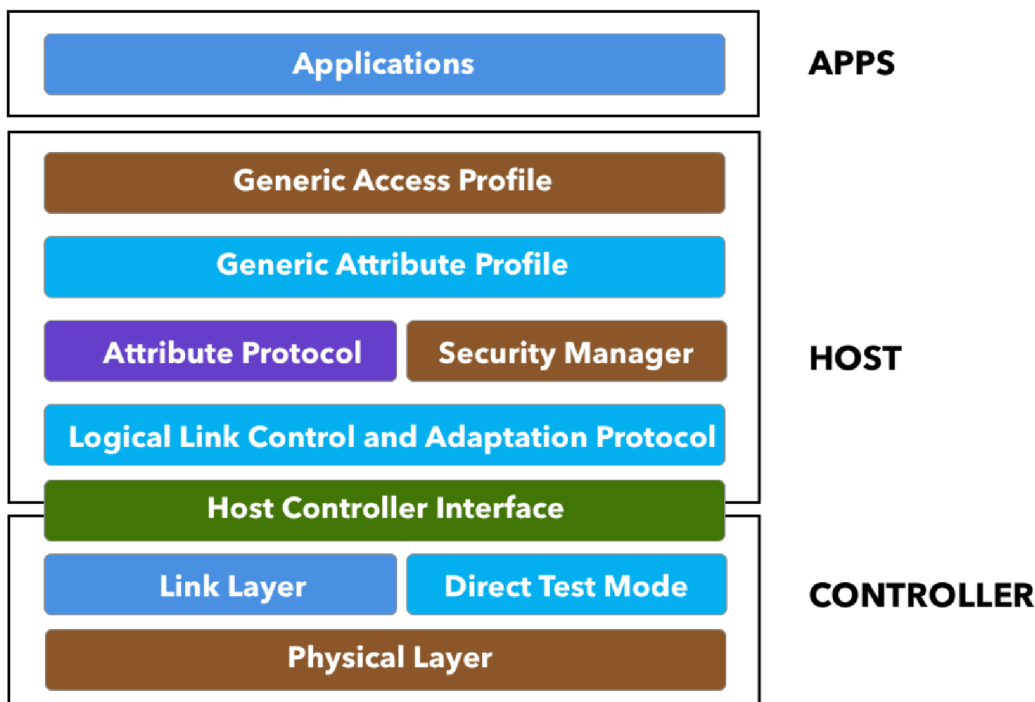 Applications
APPS
Generic Access Profile
Generic Attribute Profile
Attribute Protocol
Security Manager
HOST
Logical Link Control and Adaptation Protocol
Host Controller Interface
Link Layer
Direct Test Mode
CONTROLLER
Physical Layer